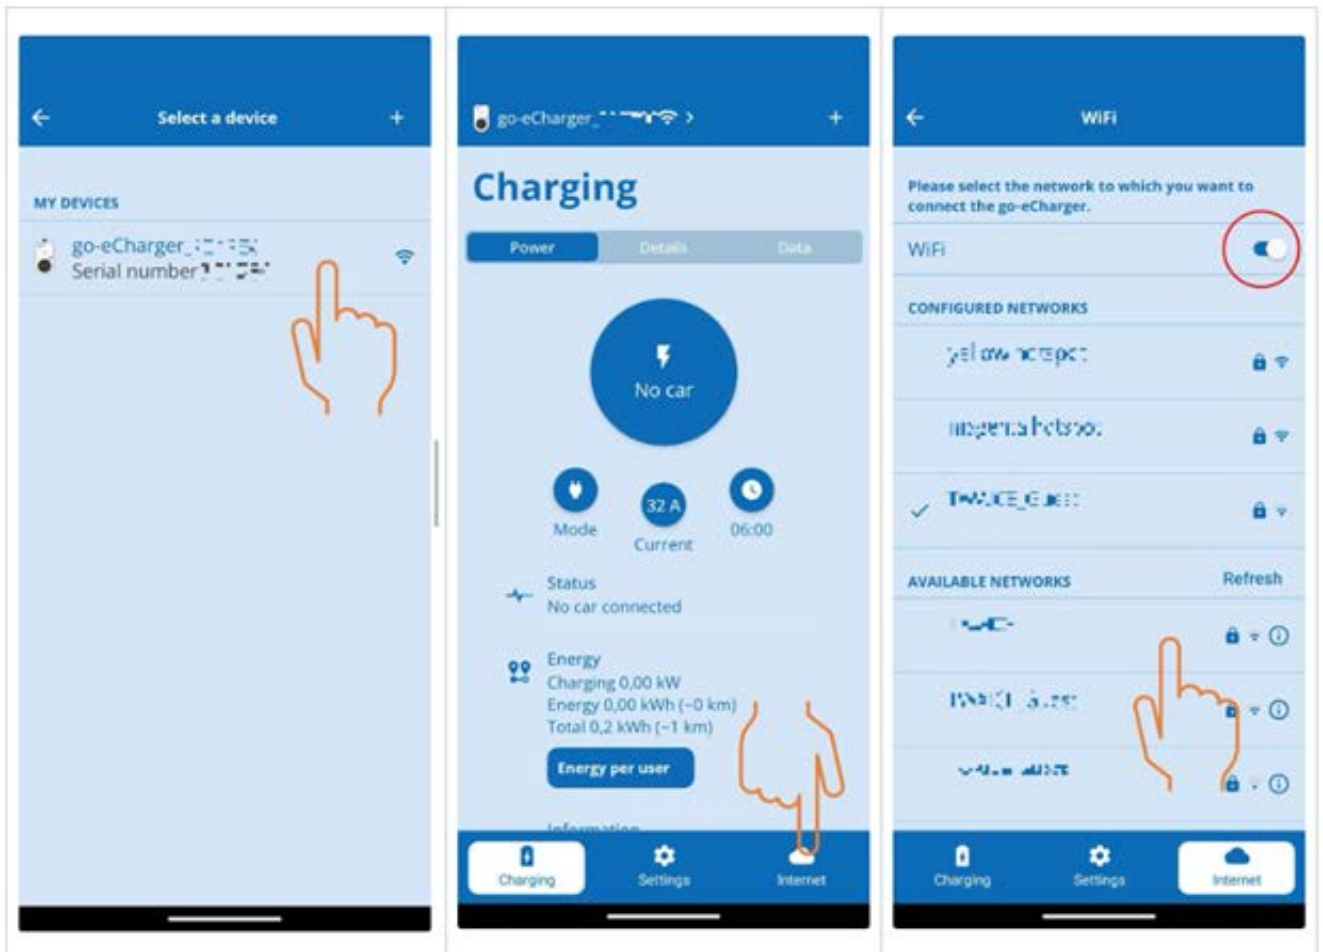 Select a device
+
MY DEVICES
go-eCharger_
Serial number
go-eCharger_ >
+
Charging
Power Details Data
No car
32 A
Mode
Current
06:00
Status
No car connected
Energy
Charging 0,00 kW
Energy 0,00 kWh (~0 km)
Total 0,2 kWh (~1 km)
Energy per user
Information
Charging Settings Internet
WiFi
Please select the network to which you want to
connect the go-eCharger.
WiFi
CONFIGURED NETWORKS
AVAILABLE NETWORKS Refresh
Charging Settings Internet